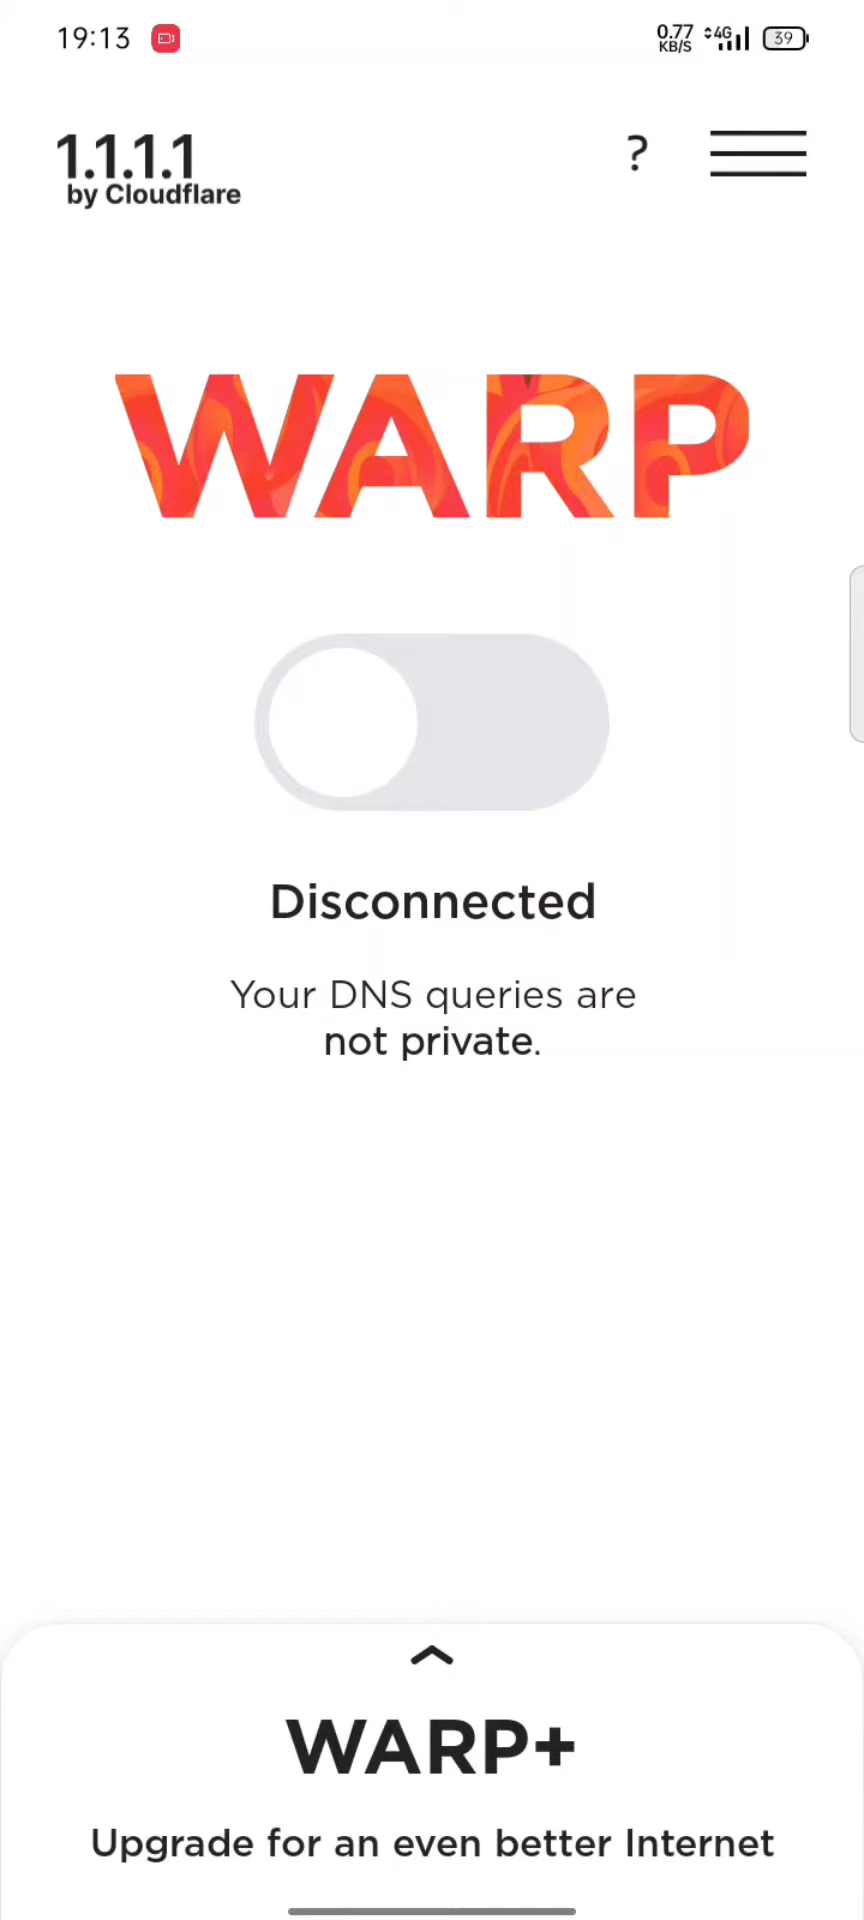 19:13
0.77 KB/S 4G 39
1.1.1.1
by Cloudflare
?
WARP
Disconnected
Your DNS queries are
not private.
WARP+
Upgrade for an even better Internet